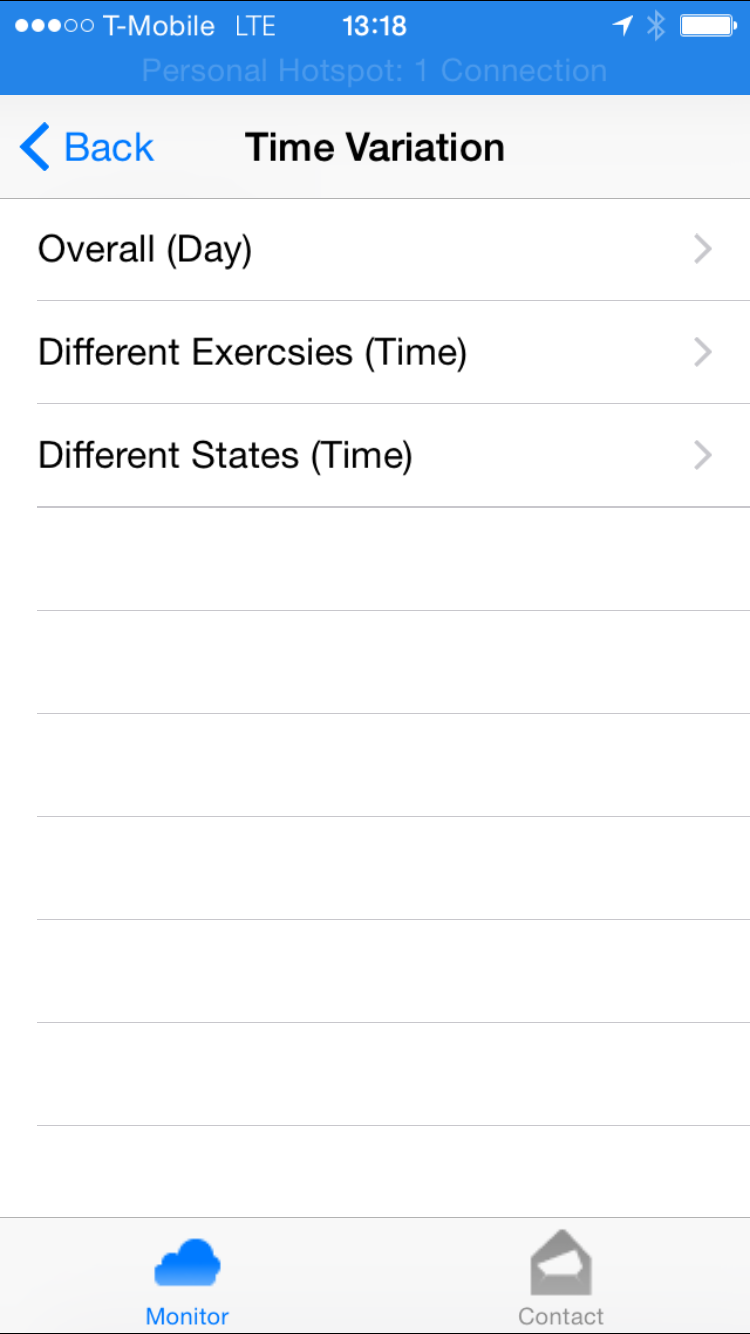 T-Mobile LTE 13:18
Personal Hotspot: 1 Connection
Back Time Variation
Overall (Day)
Different Exercsies (Time)
Different States (Time)
Monitor Contact